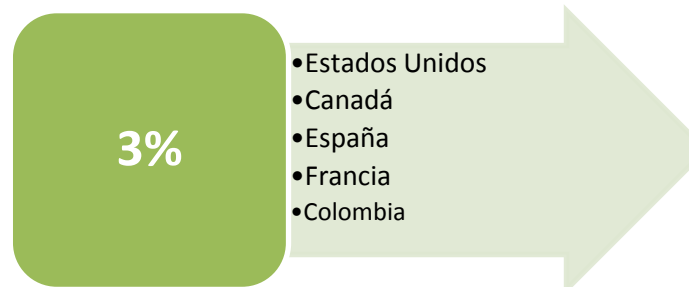 3%
•Estados Unidos
•Canadá
•España
•Francia
•Colombia